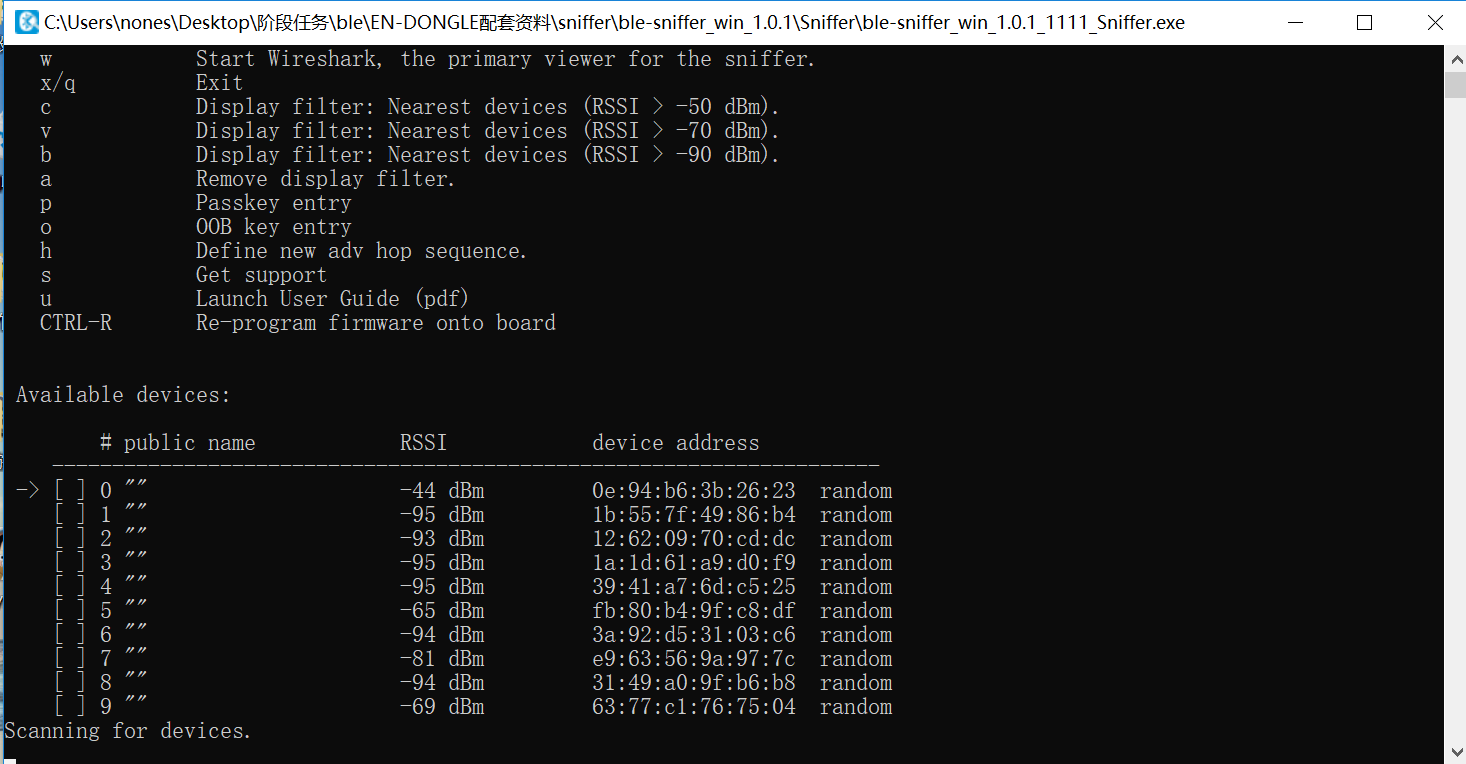 C:\Users\nones\Desktop\阶段任务\ble\EN-DONGLE配套资料\sniffer\ble-sniffer_win_1.0.1\Sniffer\ble-sniffer_win_1.0.1_1111_Sniffer.exe
w Start Wireshark, the primary viewer for the sniffer.
x/q Exit
c Display filter: Nearest devices (RSSI > -50 dBm).
v Display filter: Nearest devices (RSSI > -70 dBm).
b Display filter: Nearest devices (RSSI > -90 dBm).
a Remove display filter.
p Passkey entry
o OOB key entry
h Define new adv hop sequence.
s Get support
u Launch User Guide (pdf)
CTRL-R Re-program firmware onto board
Available devices:
# public name RSSI device address
---------------------------------------------------------------------
-> [ ] 0 "" -44 dBm 0e:94:b6:3b:26:23 random
[ ] 1 "" -95 dBm 1b:55:7f:49:86:b4 random
[ ] 2 "" -93 dBm 12:62:09:70:cd:dc random
[ ] 3 "" -95 dBm 1a:1d:61:a9:d0:f9 random
[ ] 4 "" -95 dBm 39:41:a7:6d:c5:25 random
[ ] 5 "" -65 dBm fb:80:b4:9f:c8:df random
[ ] 6 "" -94 dBm 3a:92:d5:31:03:c6 random
[ ] 7 "" -81 dBm e9:63:56:9a:97:7c random
[ ] 8 "" -94 dBm 31:49:a0:9f:b6:b8 random
[ ] 9 "" -69 dBm 63:77:c1:76:75:04 random
Scanning for devices.